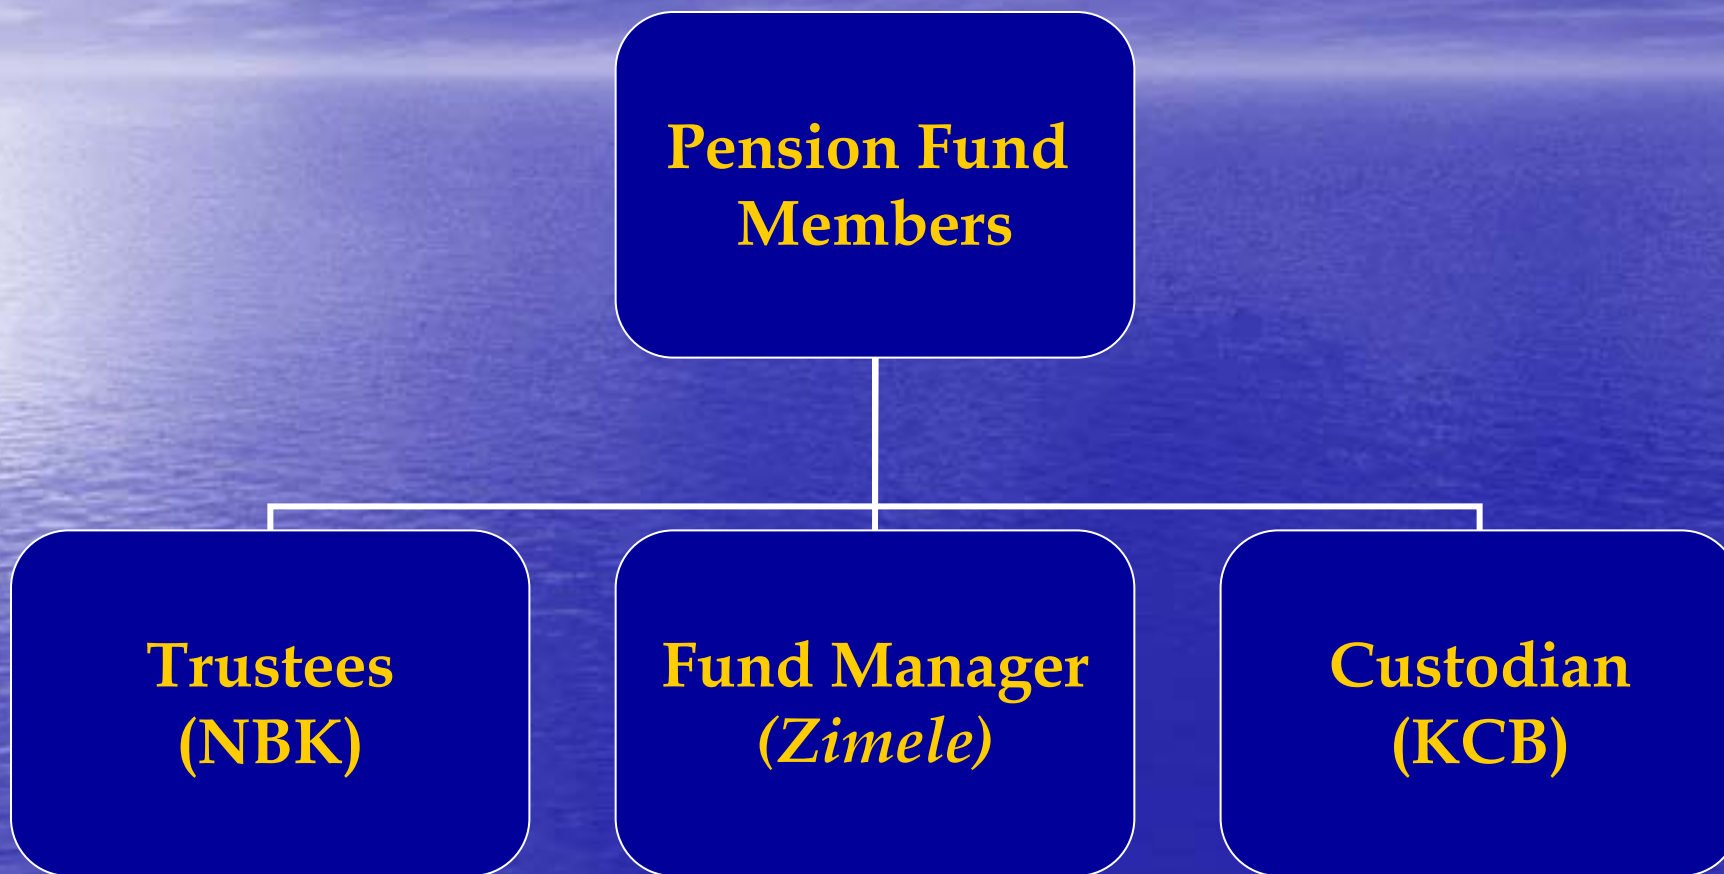 Pension Fund
Members
Trustees
(NBK)
Fund Manager
(Zimele)
Custodian
(KCB)